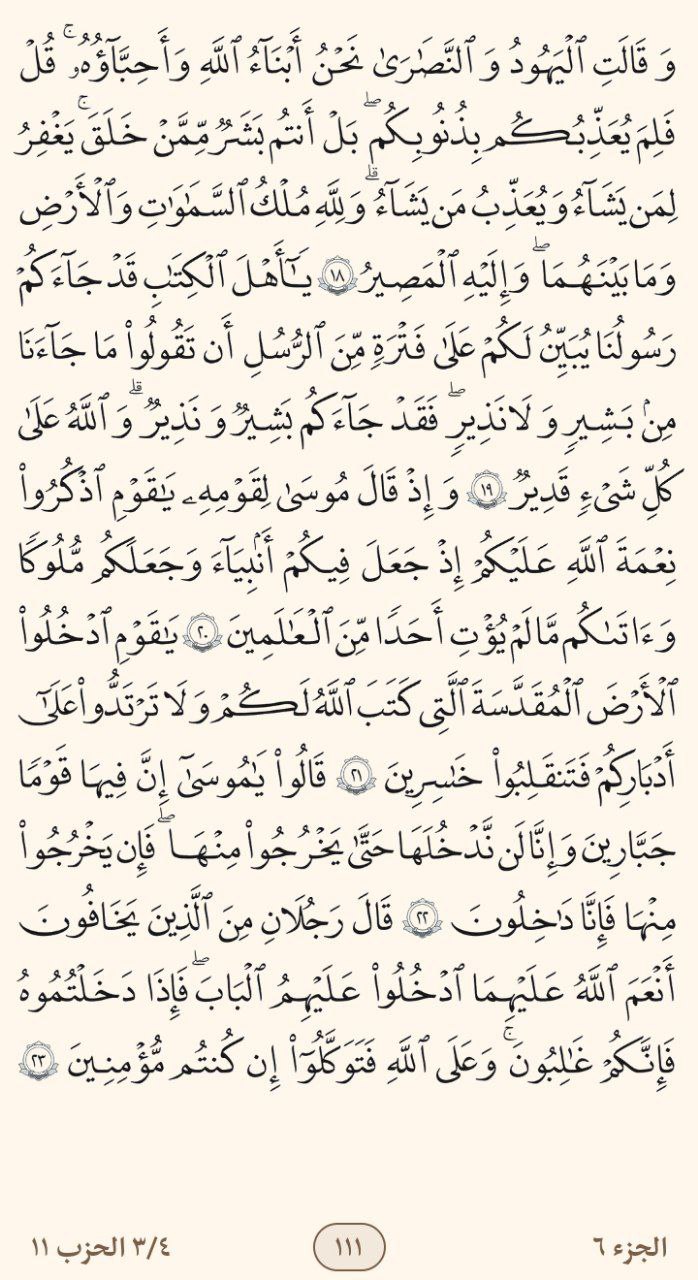 وَقَالَتِ ٱلۡيَهُودُ وَٱلنَّصَٰرَىٰ نَحۡنُ أَبۡنَٰٓؤُاْ ٱللَّهِ وَأَحِبَّٰٓؤُهُۥۚ قُلۡ
فَلِمَ يُعَذِّبُكُم بِذُنُوبِكُمۖ بَلۡ أَنتُم بَشَرٞ مِّمَّنۡ خَلَقَۚ يَغۡفِرُ
لِمَن يَشَآءُ وَيُعَذِّبُ مَن يَشَآءُۚ وَلِلَّهِ مُلۡكُ ٱلسَّمَٰوَٰتِ وَٱلۡأَرۡضِ
وَمَا بَيۡنَهُمَاۖ وَإِلَيۡهِ ٱلۡمَصِيرُ ١٨ يَٰٓأَهۡلَ ٱلۡكِتَٰبِ قَدۡ جَآءَكُمۡ
رَسُولُنَا يُبَيِّنُ لَكُمۡ عَلَىٰ فَتۡرَةٖ مِّنَ ٱلرُّسُلِ أَن تَقُولُواْ مَا جَآءَنَا
مِنۢ بَشِيرٖ وَلَا نَذِيرٖۖ فَقَدۡ جَآءَكُم بَشِيرٞ وَنَذِيرٞۗ وَٱللَّهُ عَلَىٰ
كُلِّ شَيۡءٖ قَدِيرٞ ١٩ وَإِذۡ قَالَ مُوسَىٰ لِقَوۡمِهِۦ يَٰقَوۡمِ ٱذۡكُرُواْ
نِعۡمَةَ ٱللَّهِ عَلَيۡكُمۡ إِذۡ جَعَلَ فِيكُمۡ أَنۢبِيَآءَ وَجَعَلَكُم مُّلُوكٗا
وَءَاتَىٰكُم مَّا لَمۡ يُؤۡتِ أَحَدٗا مِّنَ ٱلۡعَٰلَمِينَ ٢٠ يَٰقَوۡمِ ٱدۡخُلُواْ
ٱلۡأَرۡضَ ٱلۡمُقَدَّسَةَ ٱلَّتِي كَتَبَ ٱللَّهُ لَكُمۡ وَلَا تَرۡتَدُّواْ عَلَىٰٓ
أَدۡبَارِكُمۡ فَتَنقَلِبُواْ خَٰسِرِينَ ٢١ قَالُواْ يَٰمُوسَىٰٓ إِنَّ فِيهَا قَوۡمٗا
جَبَّارِينَ وَإِنَّا لَن نَّدۡخُلَهَا حَتَّىٰ يَخۡرُجُواْ مِنۡهَاۖ فَإِن يَخۡرُجُواْ
مِنۡهَا فَإِنَّا دَٰخِلُونَ ٢٢ قَالَ رَجُلَانِ مِنَ ٱلَّذِينَ يَخَافُونَ
أَنۡعَمَ ٱللَّهُ عَلَيۡهِمَا ٱدۡخُلُواْ عَلَيۡهِمُ ٱلۡبَابَۖ فَإِذَا دَخَلۡتُمُوهُ
فَإِنَّكُمۡ غَٰلِبُونَۚ وَعَلَى ٱللَّهِ فَتَوَكَّلُوٓاْ إِن كُنتُم مُّؤۡمِنِينَ ٢٣
الجزء ٦ ١١١ ٣/٤ الحزب ١١